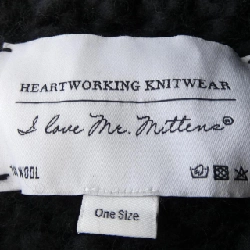 HEARTWORKING KNITWEAR
I love Mr. Mittens®
WOOL
One Size